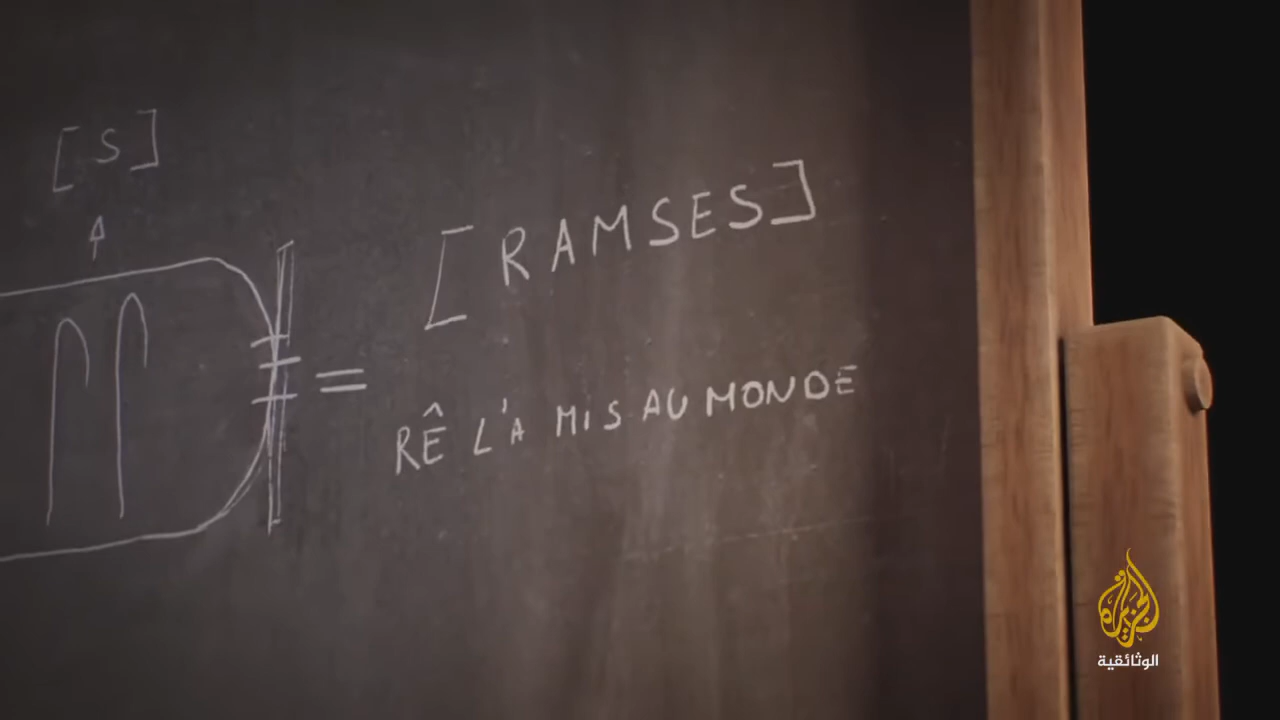 [S]
= [RAMSES]
RÊ L'A MIS AU MONDE
الجزيرة
الوثائقية